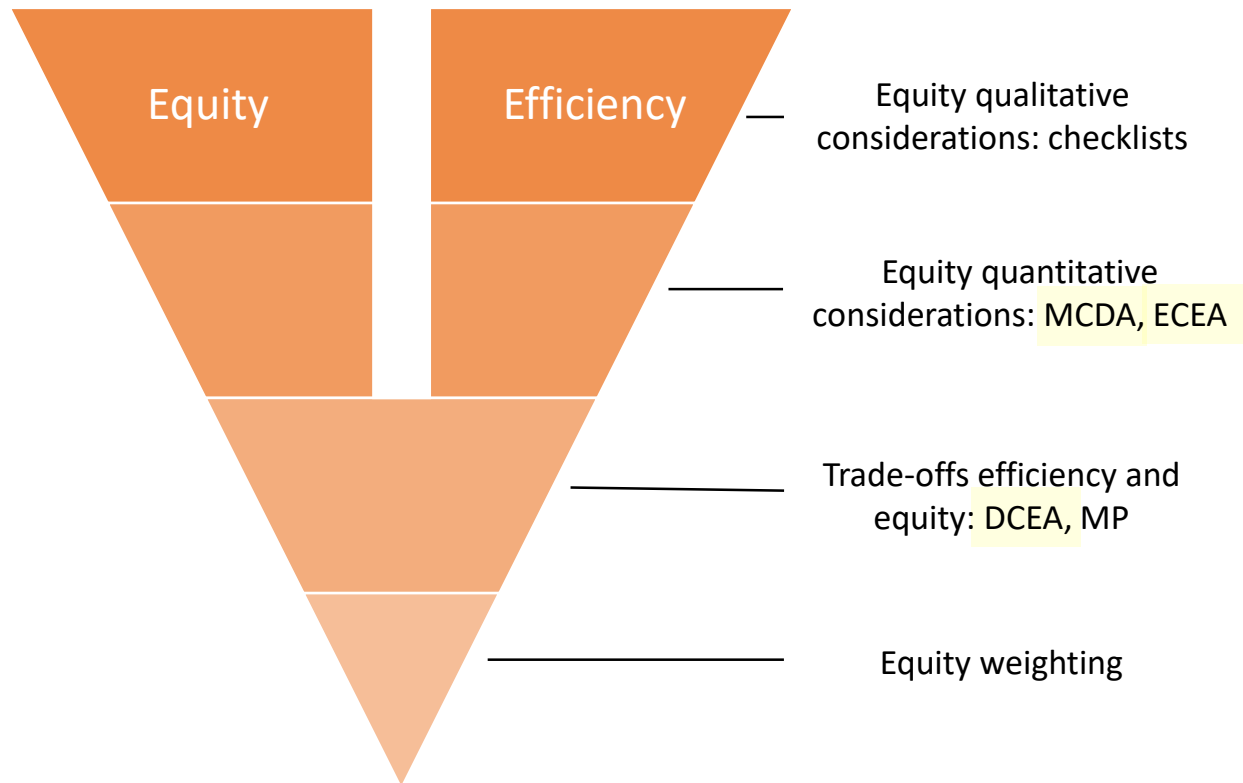 Equity
Efficiency
Equity qualitative
considerations: checklists
Equity quantitative
considerations: MCDA, ECEA
Trade-offs efficiency and
equity: DCEA, MP
Equity weighting